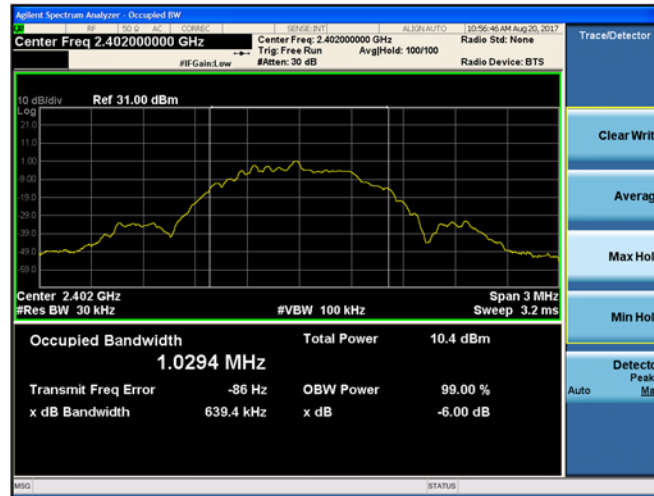 Agilent Spectrum Analyzer - Occupied BW
RF 50 Ω AC CORREC SENSE:INT ALIGN AUTO 10:56:46 AM Aug 20, 2017
Center Freq 2.402000000 GHz Center Freq: 2.402000000 GHz Radio Std: None
Trig: Free Run Avg|Hold: 100/100
#IFGain:Low #Atten: 30 dB Radio Device: BTS
Trace/Detector
10 dB/div Ref 31.00 dBm
Log
21.0
11.0
1.00
-9.00
-19.0
-29.0
-39.0
-49.0
-59.0
Center 2.402 GHz Span 3 MHz
#Res BW 30 kHz #VBW 100 kHz Sweep 3.2 ms
Occupied Bandwidth Total Power 10.4 dBm
1.0294 MHz
Transmit Freq Error -86 Hz OBW Power 99.00 %
x dB Bandwidth 639.4 kHz x dB -6.00 dB
Clear Writ
Averag
Max Hol
Min Hol
Detecto
Peak
Auto Ma
MSG STATUS